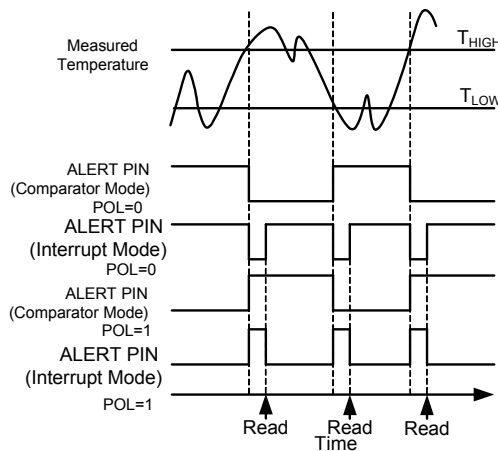 Measured
Temperature
THIGH
TLOW
ALERT PIN
(Comparator Mode)
POL=0
ALERT PIN
(Interrupt Mode)
POL=0
ALERT PIN
(Comparator Mode)
POL=1
ALERT PIN
(Interrupt Mode)
POL=1
Read Read Read
Time